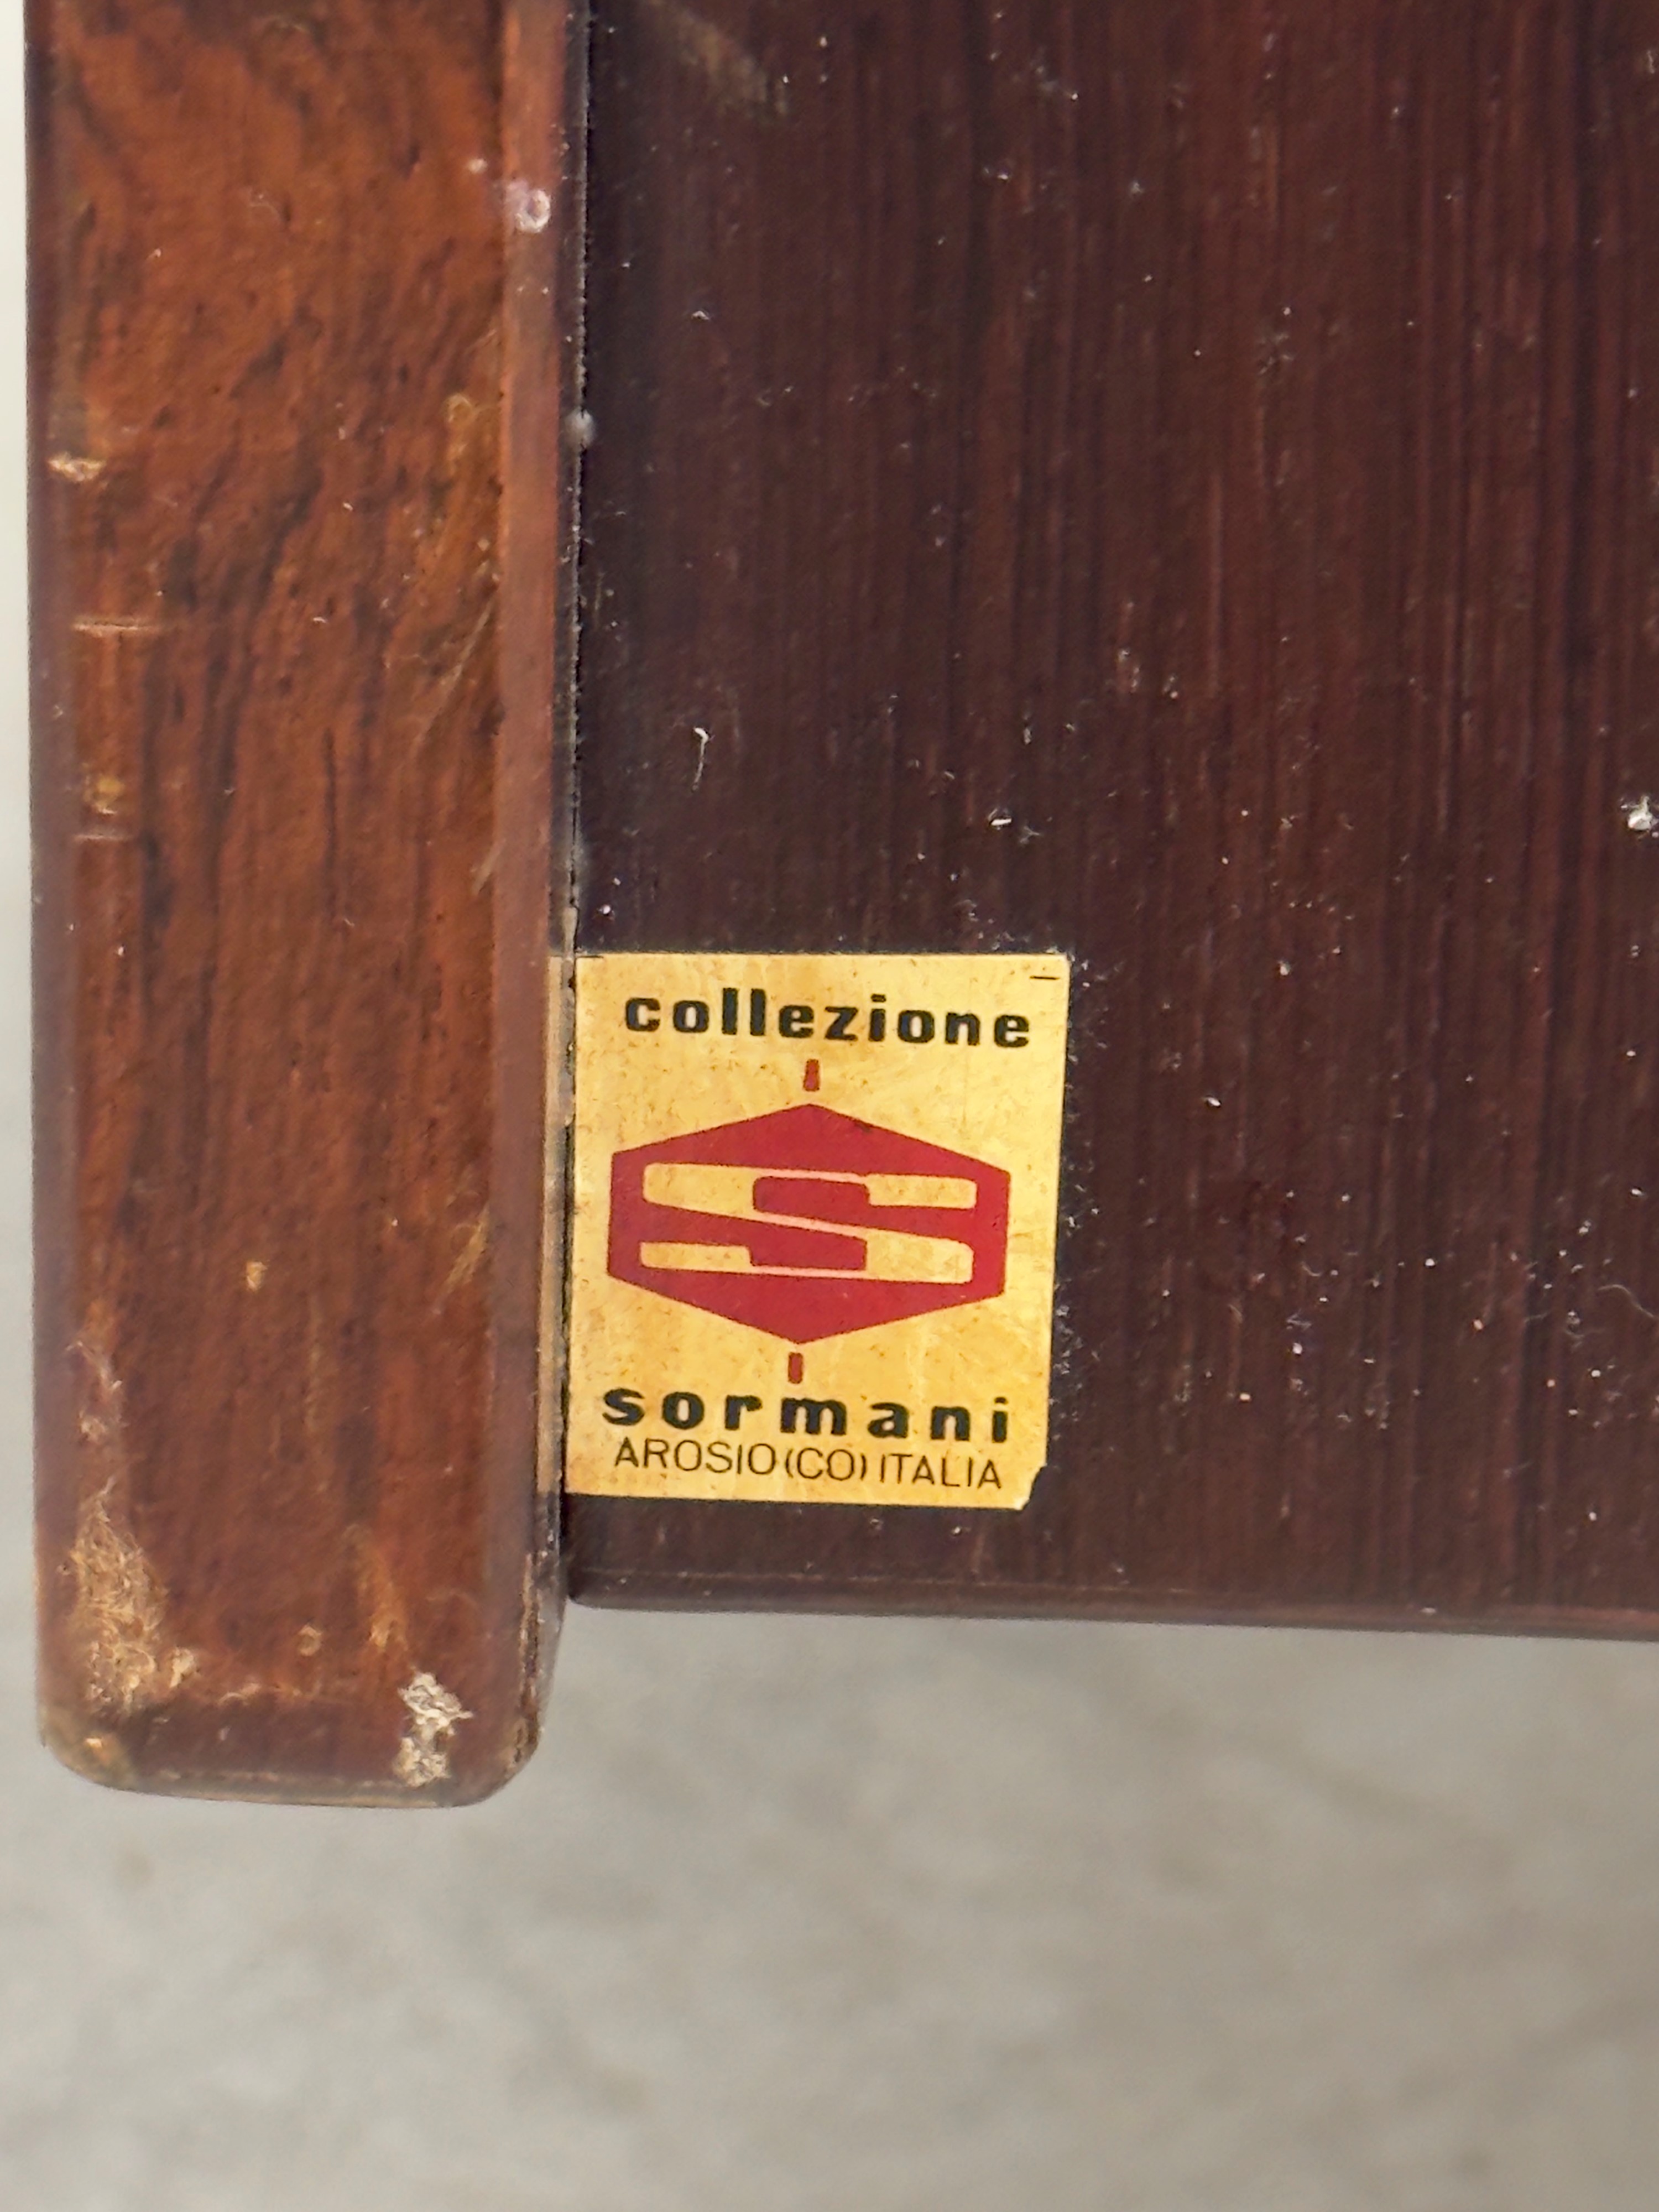 collezione
S
sormani
AROSIO (CO) ITALIA